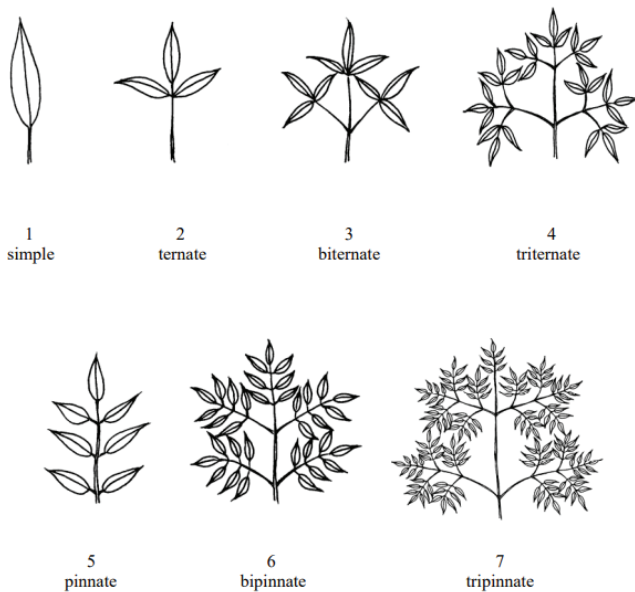 1
simple
2
ternate
3
biternate
4
triternate
5
pinnate
6
bipinnate
7
tripinnate